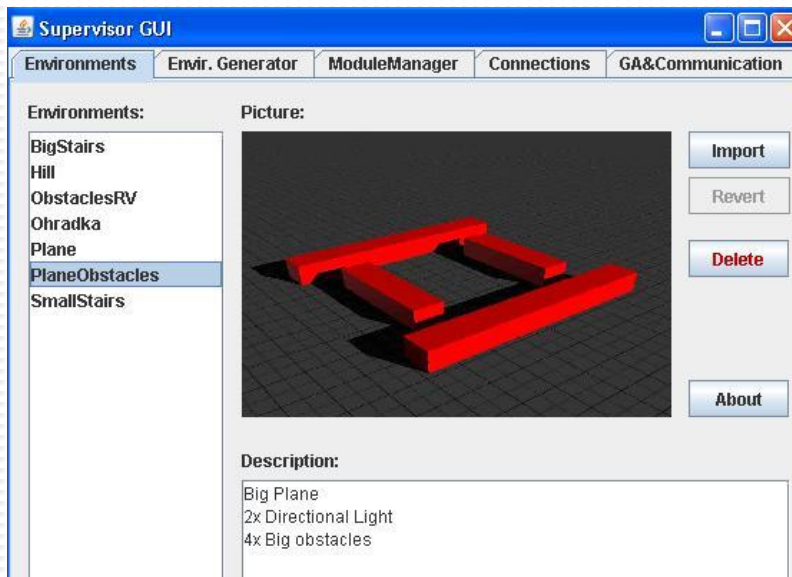 Supervisor GUI
Environments Envir. Generator ModuleManager Connections GA&Communication
Environments:
BigStairs
Hill
ObstaclesRV
Ohradka
Plane
PlaneObstacles
SmallStairs
Picture:
Import
Revert
Delete
About
Description:
Big Plane
2x Directional Light
4x Big obstacles